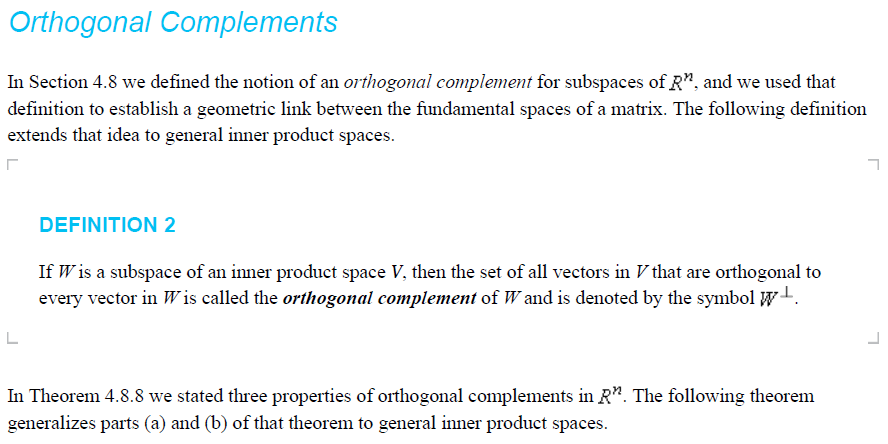 Orthogonal Complements
In Section 4.8 we defined the notion of an orthogonal complement for subspaces of Rⁿ, and we used that
definition to establish a geometric link between the fundamental spaces of a matrix. The following definition
extends that idea to general inner product spaces.
DEFINITION 2
If W is a subspace of an inner product space V, then the set of all vectors in V that are orthogonal to
every vector in W is called the orthogonal complement of W and is denoted by the symbol W⊥.
In Theorem 4.8.8 we stated three properties of orthogonal complements in Rⁿ. The following theorem
generalizes parts (a) and (b) of that theorem to general inner product spaces.